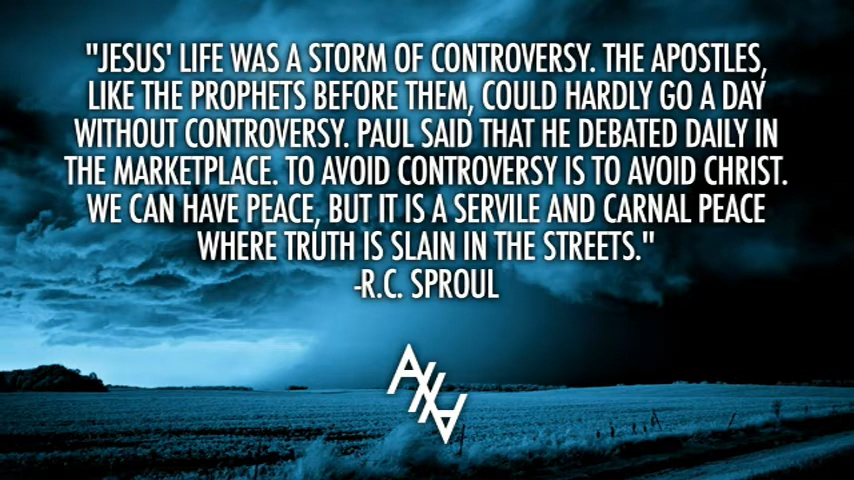 "JESUS' LIFE WAS A STORM OF CONTROVERSY. THE APOSTLES,
LIKE THE PROPHETS BEFORE THEM, COULD HARDLY GO A DAY
WITHOUT CONTROVERSY. PAUL SAID THAT HE DEBATED DAILY IN
THE MARKETPLACE. TO AVOID CONTROVERSY IS TO AVOID CHRIST.
WE CAN HAVE PEACE, BUT IT IS A SERVILE AND CARNAL PEACE
WHERE TRUTH IS SLAIN IN THE STREETS."
-R.C. SPROUL